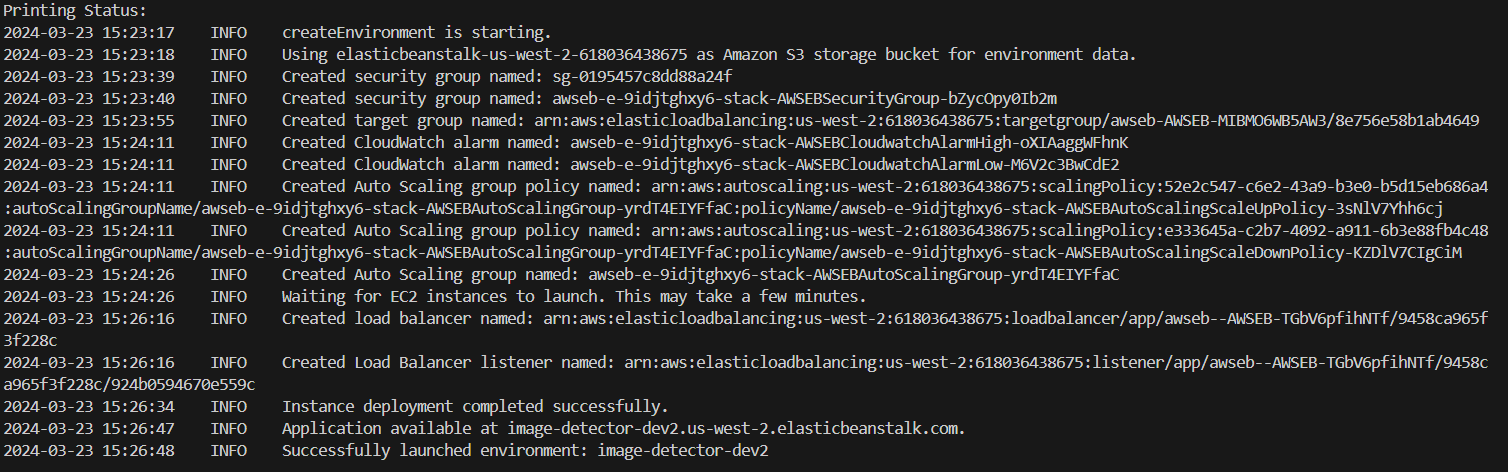 Printing Status:
2024-03-23 15:23:17    INFO    createEnvironment is starting.
2024-03-23 15:23:18    INFO    Using elasticbeanstalk-us-west-2-618036438675 as Amazon S3 storage bucket for environment data.
2024-03-23 15:23:39    INFO    Created security group named: sg-0195457c8dd88a24f
2024-03-23 15:23:40    INFO    Created security group named: awseb-e-9idjtghxy6-stack-AWSEBSecurityGroup-bZycOpy0Ib2m
2024-03-23 15:23:55    INFO    Created target group named: arn:aws:elasticloadbalancing:us-west-2:618036438675:targetgroup/awseb-AWSEB-MIBMO6WB5AW3/8e756e58b1ab4649
2024-03-23 15:24:11    INFO    Created CloudWatch alarm named: awseb-e-9idjtghxy6-stack-AWSEBCloudwatchAlarmHigh-oXIAaggWFhnK
2024-03-23 15:24:11    INFO    Created CloudWatch alarm named: awseb-e-9idjtghxy6-stack-AWSEBCloudwatchAlarmLow-M6V2c3BwCdE2
2024-03-23 15:24:11    INFO    Created Auto Scaling group policy named: arn:aws:autoscaling:us-west-2:618036438675:scalingPolicy:52e2c547-c6e2-43a9-b3e0-b5d15eb686a4
:autoScalingGroupName/awseb-e-9idjtghxy6-stack-AWSEBAutoScalingGroup-yrdT4EIYFfaC:policyName/awseb-e-9idjtghxy6-stack-AWSEBAutoScalingScaleUpPolicy-3sNlV7Yhh6cj
2024-03-23 15:24:11    INFO    Created Auto Scaling group policy named: arn:aws:autoscaling:us-west-2:618036438675:scalingPolicy:e333645a-c2b7-4092-a911-6b3e88fb4c48
:autoScalingGroupName/awseb-e-9idjtghxy6-stack-AWSEBAutoScalingGroup-yrdT4EIYFfaC:policyName/awseb-e-9idjtghxy6-stack-AWSEBAutoScalingScaleDownPolicy-KZDlV7CIgCiM
2024-03-23 15:24:26    INFO    Created Auto Scaling group named: awseb-e-9idjtghxy6-stack-AWSEBAutoScalingGroup-yrdT4EIYFfaC
2024-03-23 15:24:26    INFO    Waiting for EC2 instances to launch. This may take a few minutes.
2024-03-23 15:26:16    INFO    Created load balancer named: arn:aws:elasticloadbalancing:us-west-2:618036438675:loadbalancer/app/awseb--AWSEB-TGbV6pfihNTf/9458ca965f
3f228c
2024-03-23 15:26:16    INFO    Created Load Balancer listener named: arn:aws:elasticloadbalancing:us-west-2:618036438675:listener/app/awseb--AWSEB-TGbV6pfihNTf/9458c
a965f3f228c/924b0594670e559c
2024-03-23 15:26:34    INFO    Instance deployment completed successfully.
2024-03-23 15:26:47    INFO    Application available at image-detector-dev2.us-west-2.elasticbeanstalk.com.
2024-03-23 15:26:48    INFO    Successfully launched environment: image-detector-dev2